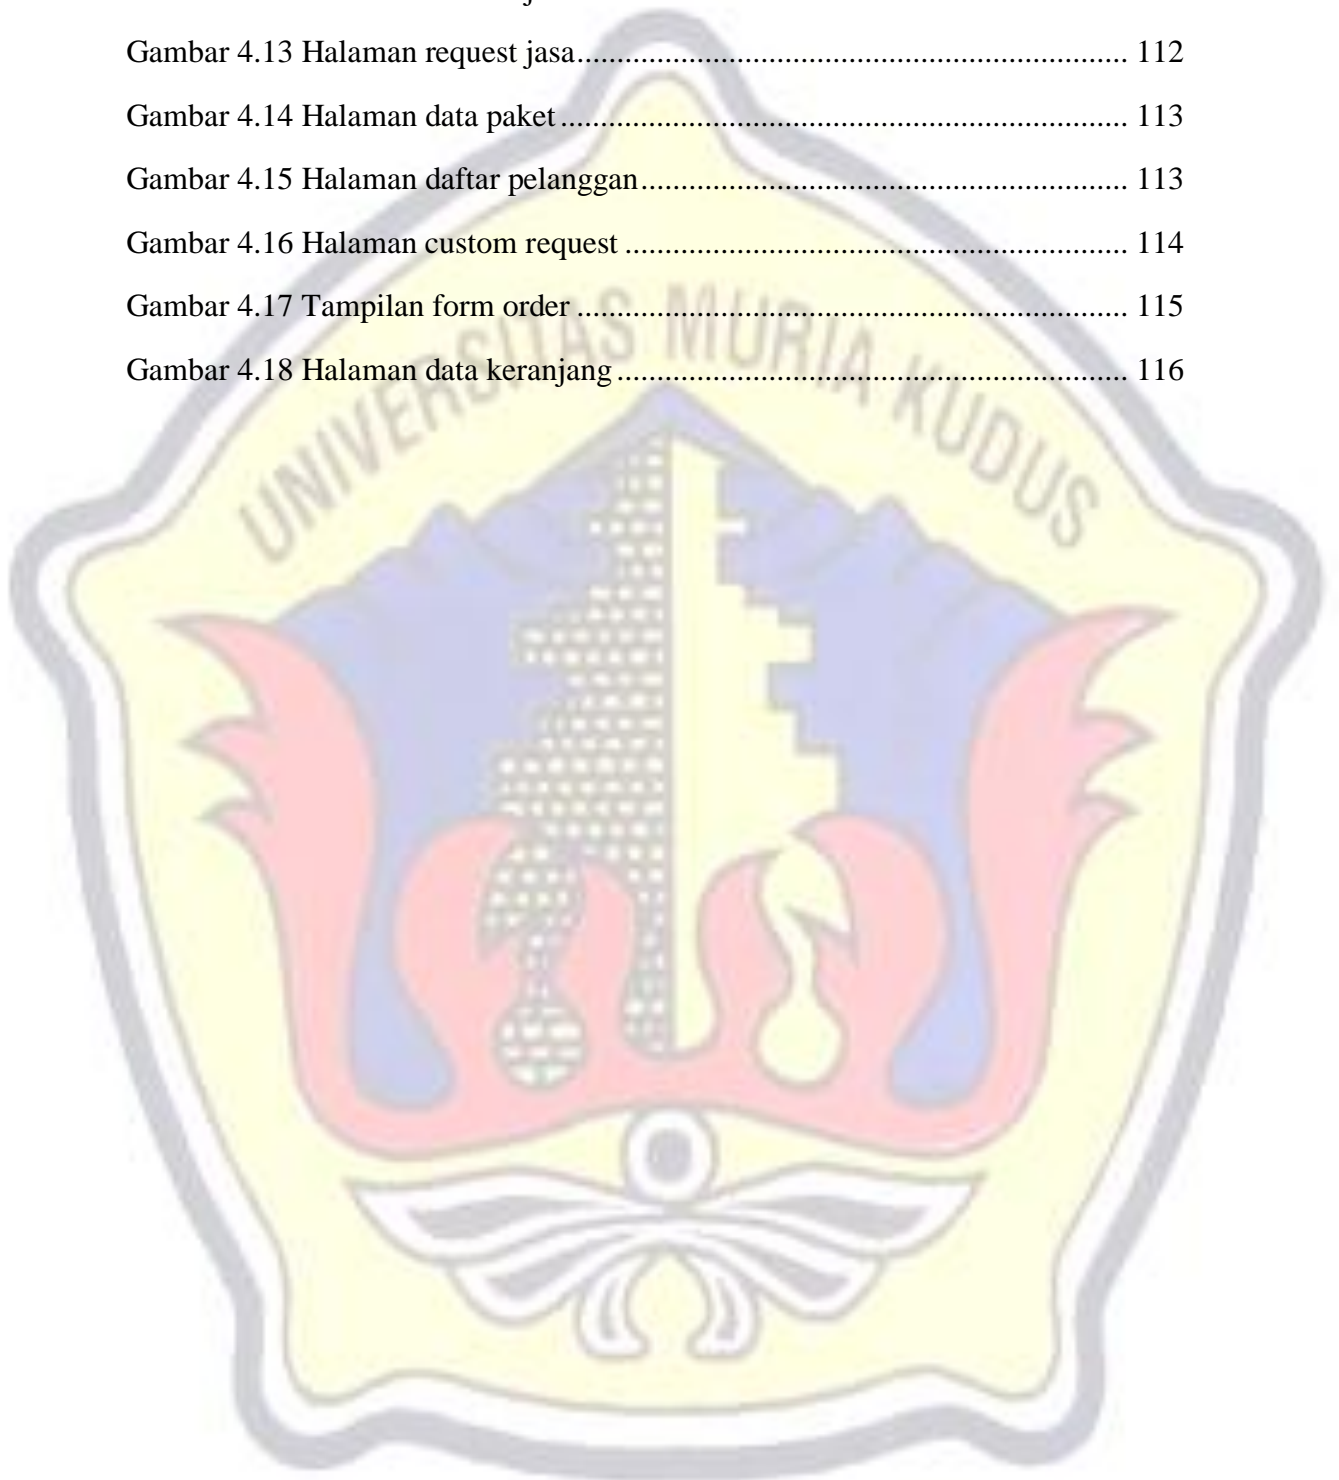 Gambar 4.13 Halaman request jasa.................................................................... 112
Gambar 4.14 Halaman data paket...................................................................... 113
Gambar 4.15 Halaman daftar pelanggan............................................................ 113
Gambar 4.16 Halaman custom request .............................................................. 114
Gambar 4.17 Tampilan form order .................................................................... 115
Gambar 4.18 Halaman data keranjang ............................................................... 116
UNIVERSITAS MURIA KUDUS